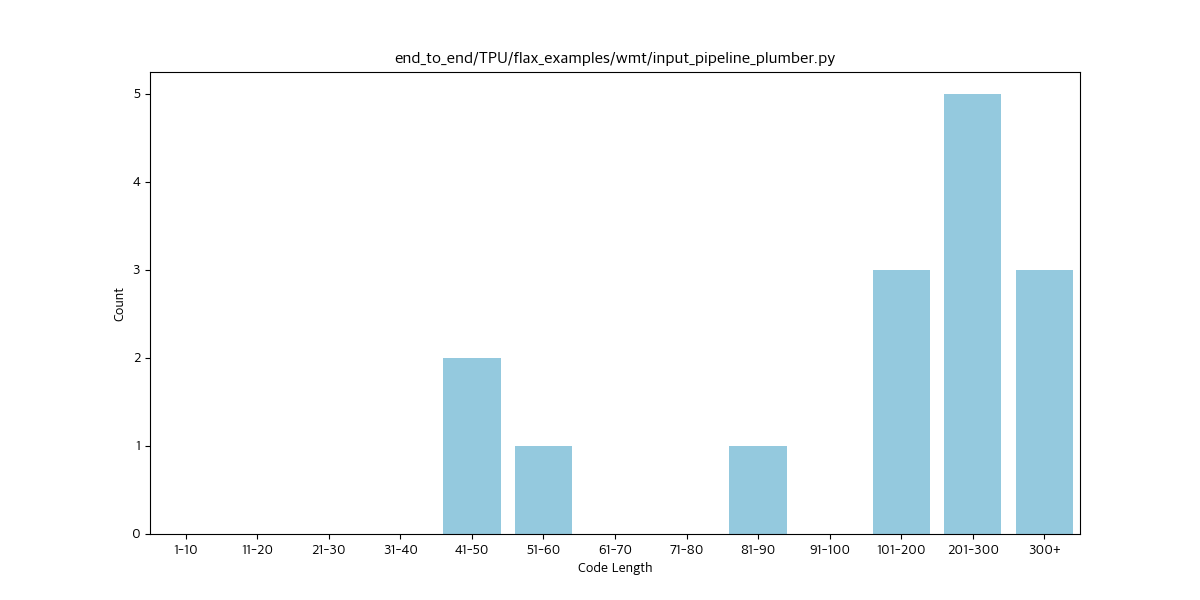 end_to_end/TPU/flax_examples/wmt/input_pipeline_plumber.py
5
4
3
2
1
0
Count
1-10 11-20 21-30 31-40 41-50 51-60 61-70 71-80 81-90 91-100 101-200 201-300 300+
Code Length